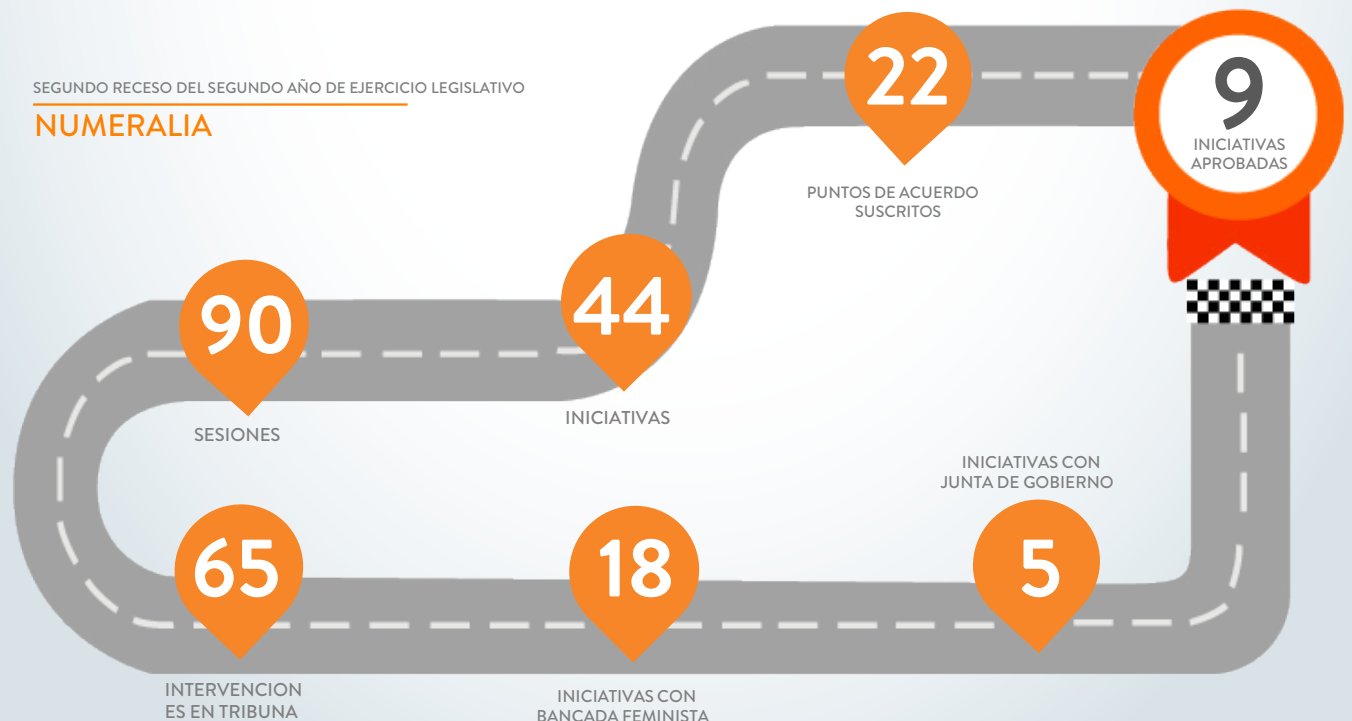 SEGUNDO RECESO DEL SEGUNDO AÑO DE EJERCICIO LEGISLATIVO
NUMERALIA
22
PUNTOS DE ACUERDO
SUSCRITOS
9
INICIATIVAS
APROBADAS
90
SESIONES
44
INICIATIVAS
65
INTERVENCION
ES EN TRIBUNA
18
INICIATIVAS CON
BANCADA FEMINISTA
INICIATIVAS CON
JUNTA DE GOBIERNO
5